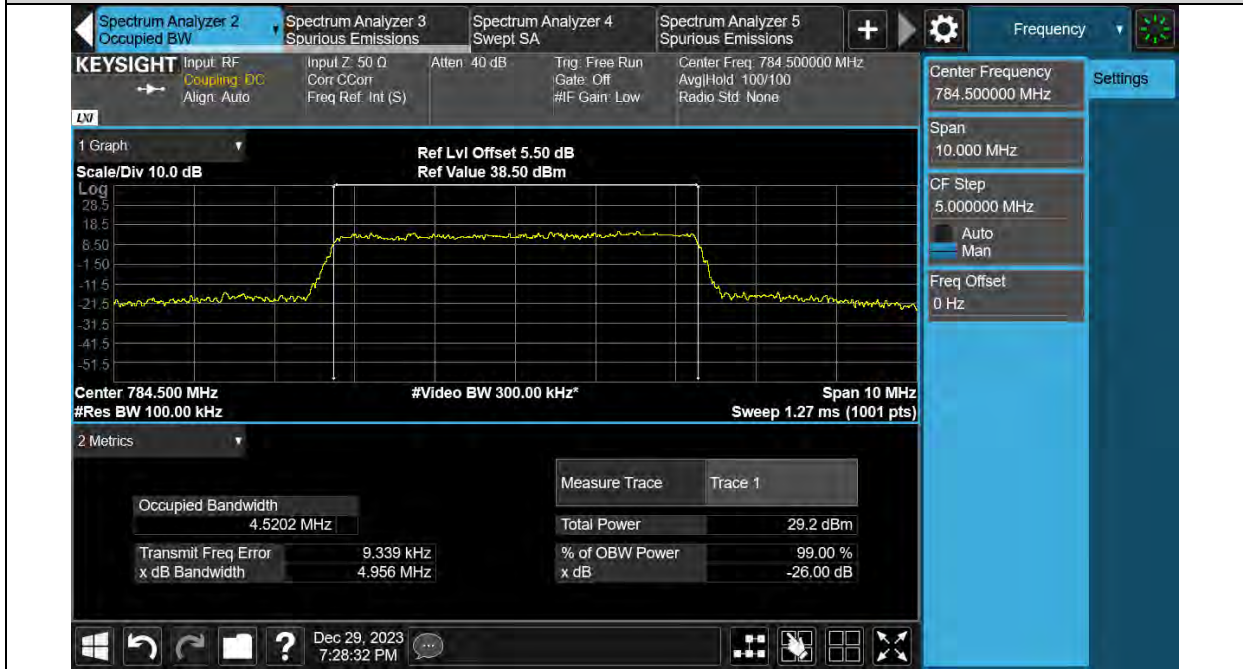 Spectrum Analyzer 2
Occupied BW
Spectrum Analyzer 3
Spurious Emissions
Spectrum Analyzer 4
Swept SA
Spectrum Analyzer 5
Spurious Emissions
+
Frequency
KEYSIGHT
Input: RF
Coupling: DC
Align: Auto
Input Z: 50 Ω
Corr CCorr
Freq Ref: Int (S)
Atten: 40 dB
Trig: Free Run
Gate: Off
#IF Gain: Low
Center Freq: 784.500000 MHz
Avg|Hold: 100/100
Radio Std: None
LXI
Center Frequency
784.500000 MHz
Settings
Span
10.000 MHz
CF Step
5.000000 MHz
Auto
Man
Freq Offset
0 Hz
1 Graph
Scale/Div 10.0 dB
Ref Lvl Offset 5.50 dB
Ref Value 38.50 dBm
Log
28.5
18.5
8.50
-1.50
-11.5
-21.5
-31.5
-41.5
-51.5
Center 784.500 MHz
#Res BW 100.00 kHz
#Video BW 300.00 kHz*
Span 10 MHz
Sweep 1.27 ms (1001 pts)
2 Metrics
Measure Trace Trace 1
Occupied Bandwidth
4.5202 MHz
Total Power 29.2 dBm
Transmit Freq Error 9.339 kHz
% of OBW Power 99.00 %
x dB Bandwidth 4.956 MHz
x dB -26.00 dB
?
Dec 29, 2023
7:28:32 PM